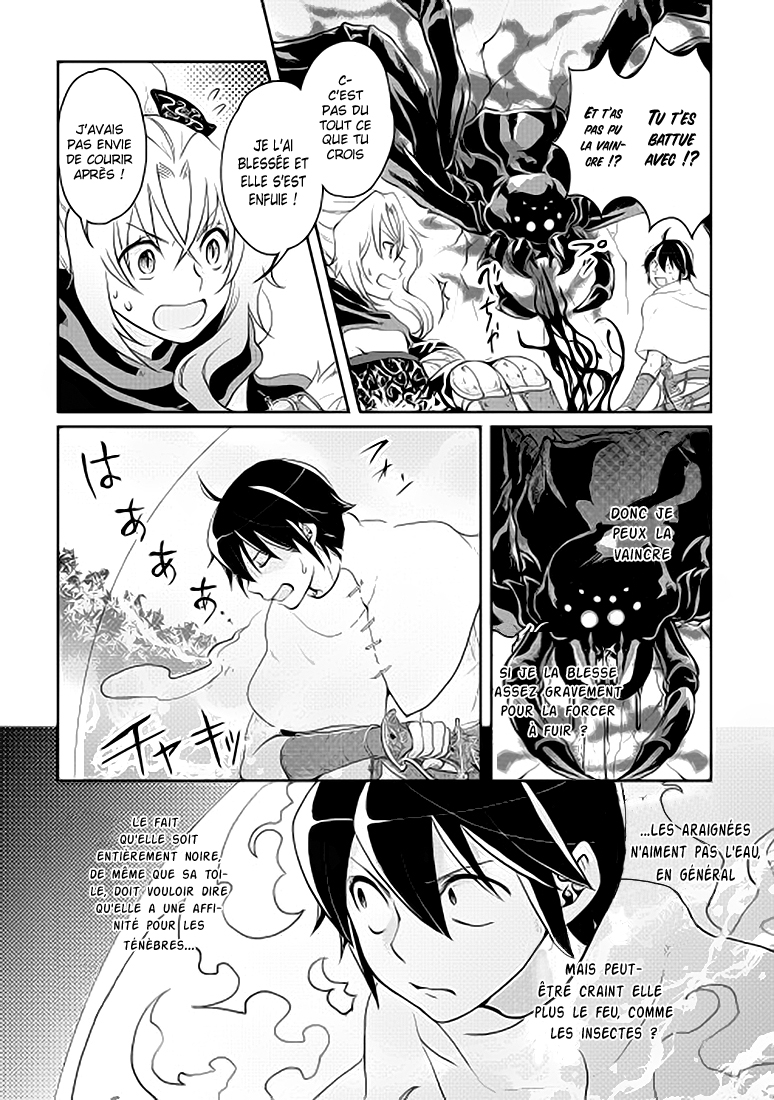 TU T'ES
BATTUE
AVEC !?
ET T'AS
PAS PU
LA VAIN-
CRE !?
C-
C'EST PAS DU
TOUT CE
QUE TU
CROIS
JE L'AI
BLESSÉE ET
ELLE S'EST
ENFUIE !
J'AVAIS
PAS ENVIE
DE COURIR
APRÈS !
DONC JE
PEUX LA
VAINCRE
SI JE LA BLESSE
ASSEZ GRAVEMENT
POUR LA FORCER
À FUIR ?
はぁぁぁ
チャキッ
...LES ARAIGNÉES
N'AIMENT PAS L'EAU,
EN GÉNÉRAL
MAIS PEUT-
ÊTRE CRAINT ELLE
PLUS LE FEU, COMME
LES INSECTES ?
LE FAIT
QU'ELLE SOIT
ENTIÈREMENT NOIRE,
DE MÊME QUE SA TOI-
LE, DOIT VOULOIR DIRE
QU'ELLE A UNE AFFI-
NITÉ POUR LES
TÉNÈBRES...